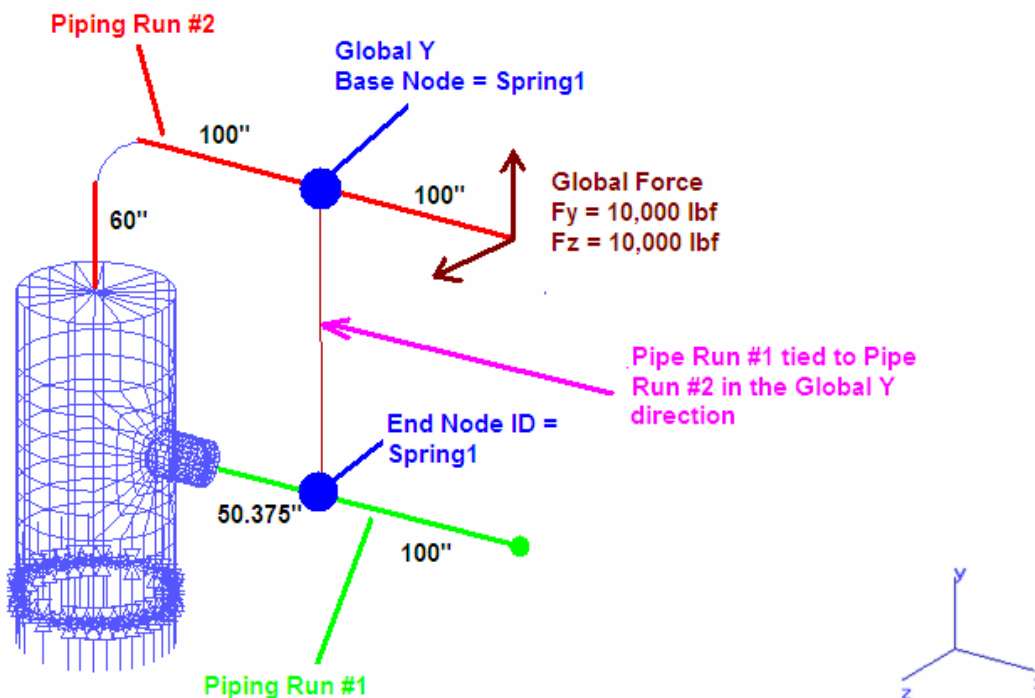 Piping Run #2
Global Y
Base Node = Spring1
100"
100"
Global Force
Fy = 10,000 lbf
Fz = 10,000 lbf
60"
Pipe Run #1 tied to Pipe
Run #2 in the Global Y
direction
End Node ID =
Spring1
50.375"
100"
y
z
Piping Run #1